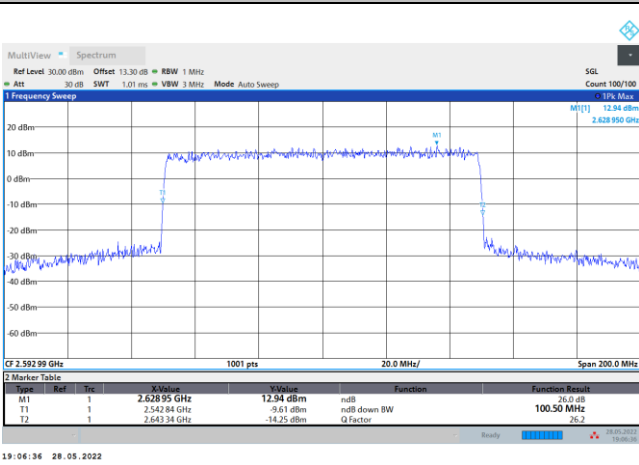 MultiView Spectrum
Ref Level 30.00 dBm Offset 13.30 dB RBW 1 MHz SGL
Att 30 dB SWT 1.01 ms VBW 3 MHz Mode Auto Sweep Count 100/100
1 Frequency Sweep 1Pk Max
M1[1] 12.94 dBm
2.628 950 GHz
20 dBm
M1
10 dBm
0 dBm
T1
-10 dBm
T2
-20 dBm
-30 dBm
-40 dBm
-50 dBm
-60 dBm
CF 2.592 99 GHz 1001 pts 20.0 MHz/ Span 200.0 MHz
2 Marker Table
Type Ref Trc X-Value Y-Value Function Function Result
M1 1 2.628 95 GHz 12.94 dBm ndB 26.0 dB
T1 1 2.542 84 GHz -9.61 dBm ndB down BW 100.50 MHz
T2 1 2.643 34 GHz -14.25 dBm Q Factor 26.2
Ready 28.05.2022
19:06:36
19:06:36 28.05.2022